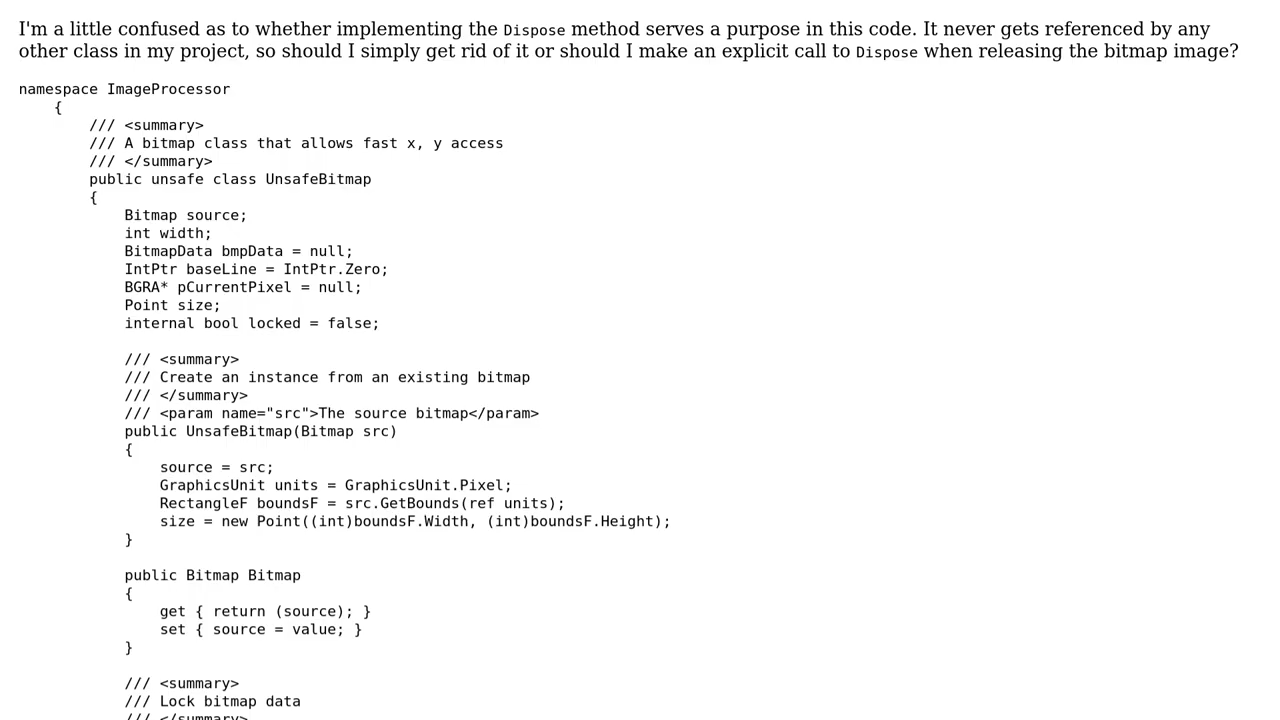 I'm a little confused as to whether implementing the Dispose method serves a purpose in this code. It never gets referenced by any
other class in my project, so should I simply get rid of it or should I make an explicit call to Dispose when releasing the bitmap image?
namespace ImageProcessor
{
/// <summary>
/// A bitmap class that allows fast x, y access
/// </summary>
public unsafe class UnsafeBitmap
{
Bitmap source;
int width;
BitmapData bmpData = null;
IntPtr baseLine = IntPtr.Zero;
BGRA* pCurrentPixel = null;
Point size;
internal bool locked = false;
/// <summary>
/// Create an instance from an existing bitmap
/// </summary>
/// <param name="src">The source bitmap</param>
public UnsafeBitmap(Bitmap src)
{
source = src;
GraphicsUnit units = GraphicsUnit.Pixel;
RectangleF boundsF = src.GetBounds(ref units);
size = new Point((int)boundsF.Width, (int)boundsF.Height);
}
public Bitmap Bitmap
{
get { return (source); }
set { source = value; }
}
/// <summary>
/// Lock bitmap data
/// </summary>